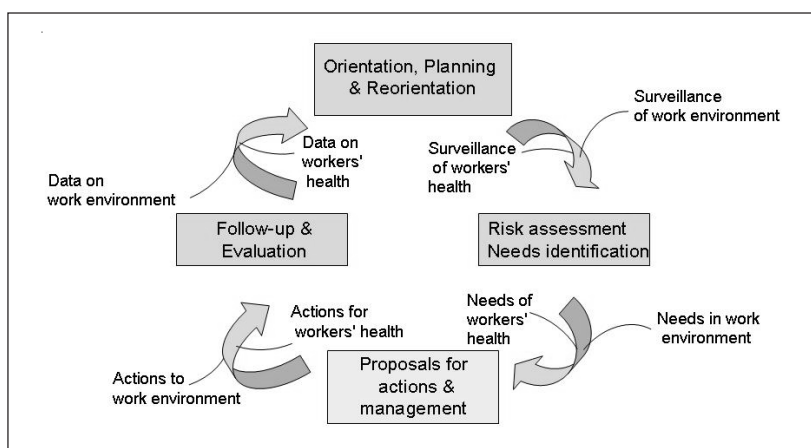 Orientation, Planning
& Reorientation
Surveillance
of work environment
Surveillance
of workers'
health
Data on
workers'
health
Data on
work environment
Follow-up &
Evaluation
Risk assessment
Needs identification
Actions for
workers' health
Needs of
workers'
health
Needs in work
environment
Actions to
work environment
Proposals for
actions &
management